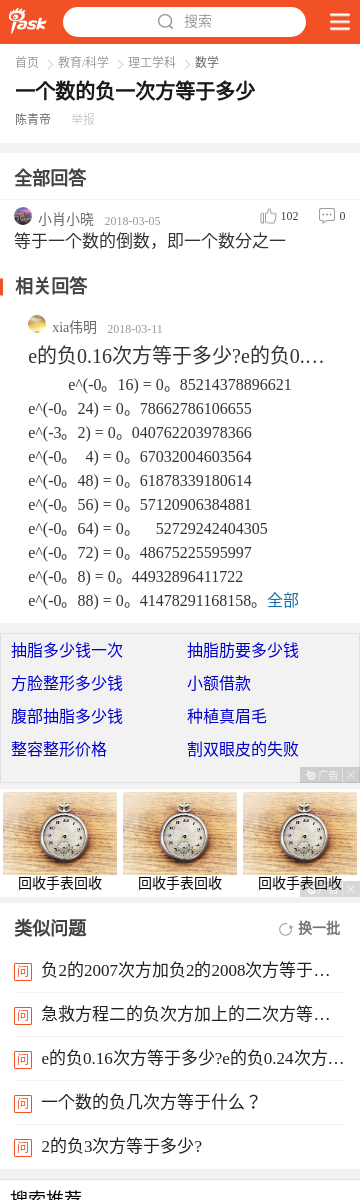 iask
搜索
首页 教育/科学 理工学科 数学
一个数的负一次方等于多少
陈青帝 举报
全部回答
小肖小晓 2018-03-05 102 0
等于一个数的倒数，即一个数分之一
相关回答
xia伟明 2018-03-11
e的负0.16次方等于多少?e的负0.…
e^(-0。16) = 0。85214378896621
e^(-0。24) = 0。78662786106655
e^(-3。2) = 0。040762203978366
e^(-0。 4) = 0。67032004603564
e^(-0。48) = 0。61878339180614
e^(-0。56) = 0。57120906384881
e^(-0。64) = 0。 52729242404305
e^(-0。72) = 0。48675225595997
e^(-0。8) = 0。44932896411722
e^(-0。88) = 0。41478291168158。全部
抽脂多少钱一次 抽脂肪要多少钱
方脸整形多少钱 小额借款
腹部抽脂多少钱 种植真眉毛
整容整形价格 割双眼皮的失败
广告
回收手表回收 回收手表回收 回收手表回收
类似问题 换一批
问 负2的2007次方加负2的2008次方等于…
问 急救方程二的负次方加上的二次方等…
问 e的负0.16次方等于多少?e的负0.24次方…
问 一个数的负几次方等于什么？
问 2的负3次方等于多少?
搜索推荐